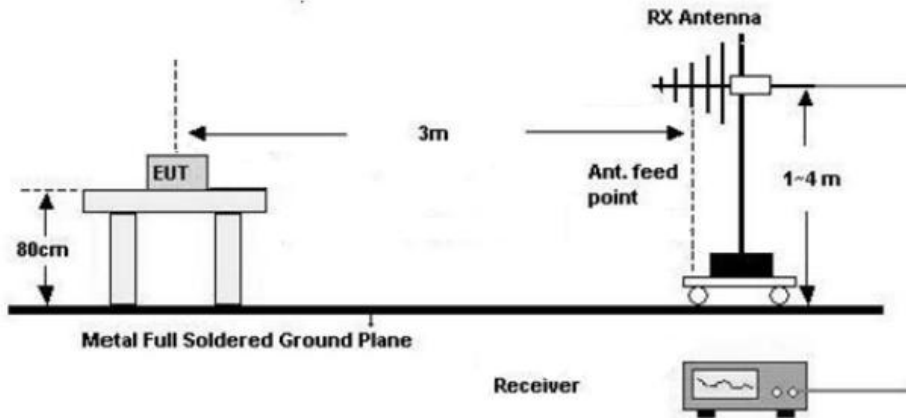 RX Antenna
3m
EUT
Ant. feed
point
1~4 m
80cm
Metal Full Soldered Ground Plane
Receiver